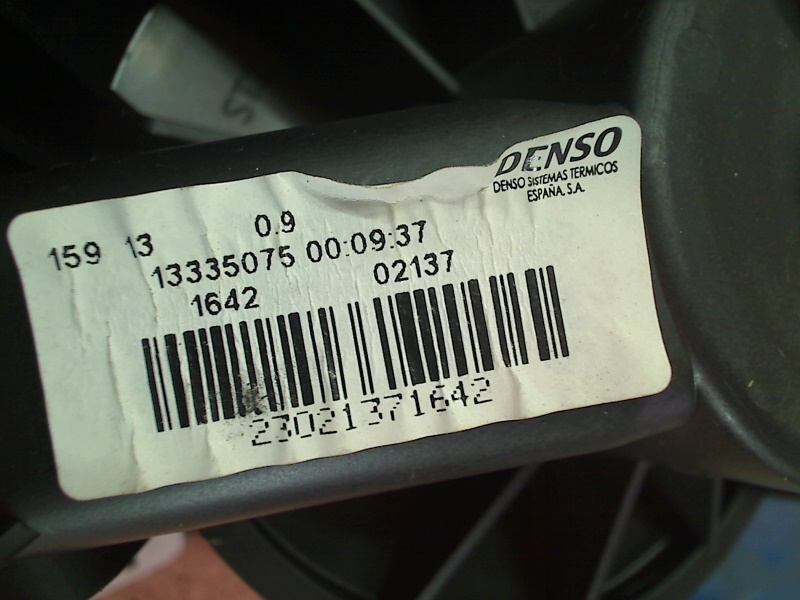 DENSO
DENSO SISTEMAS TERMICOS
ESPAÑA, S.A.
159 13 0.9
13335075 00:09:37
1642 02137
23021371642